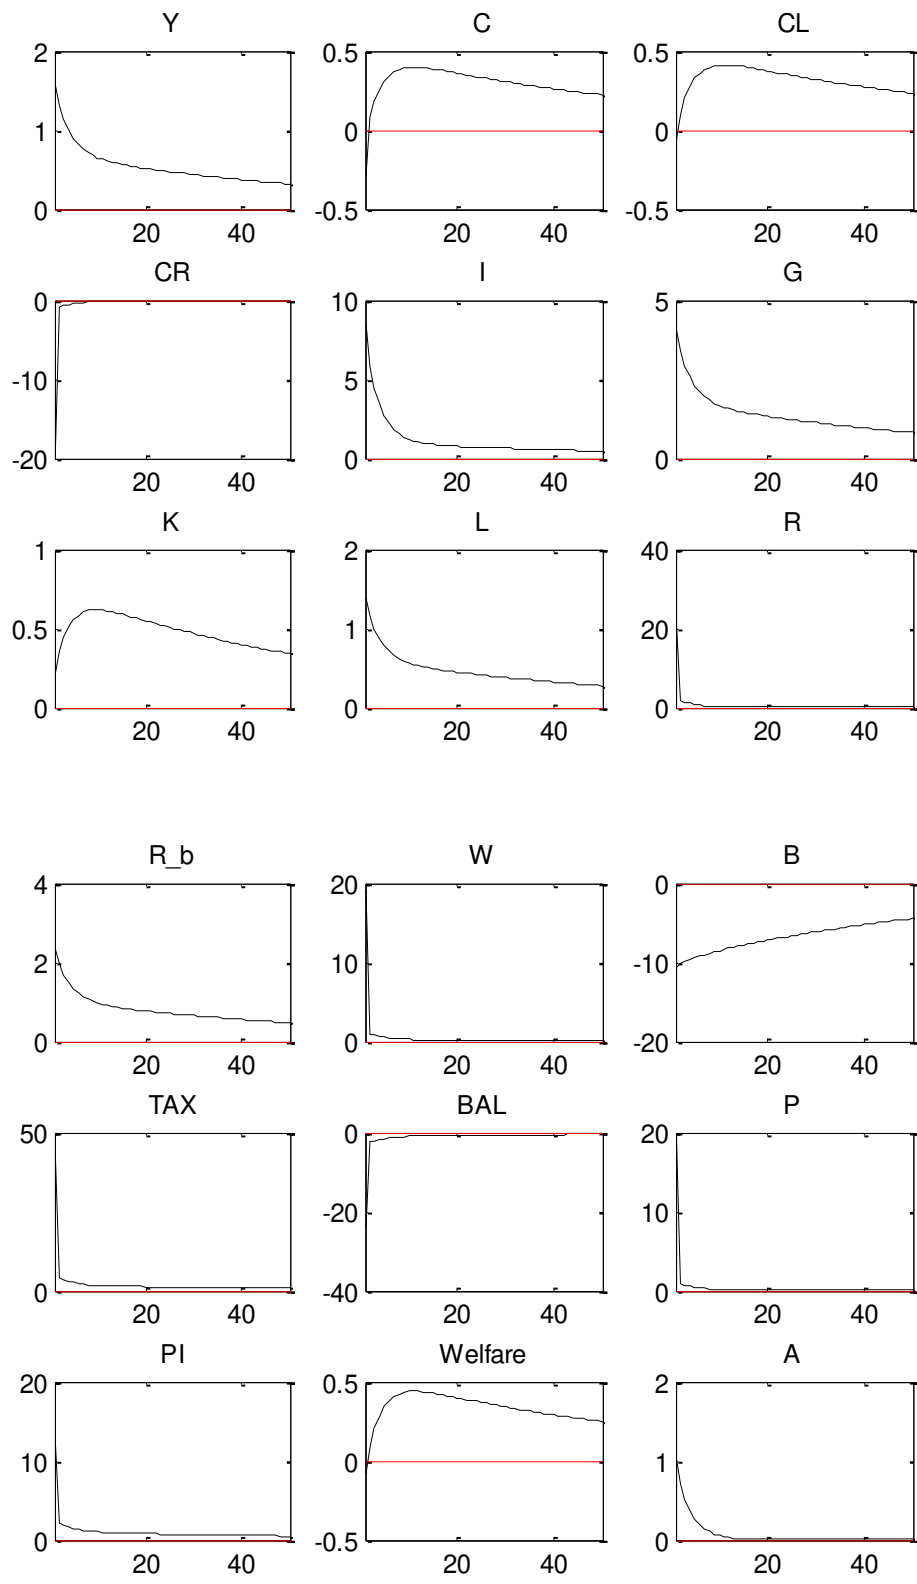 Y C CL
2 0.5 0.5
1 0 0
0 -0.5 -0.5
20 40 20 40 20 40
CR I G
0 10 5
-10 5
-20 0 0
20 40 20 40 20 40
K L R
1 2 40
0.5 1 20
0 0 0
20 40 20 40 20 40
R_b W B
4 20 0
2 10 -10
0 0 -20
20 40 20 40 20 40
TAX BAL P
50 0 20
-20 10
0 -40 0
20 40 20 40 20 40
PI Welfare A
20 0.5 2
10 0 1
0 -0.5 0
20 40 20 40 20 40